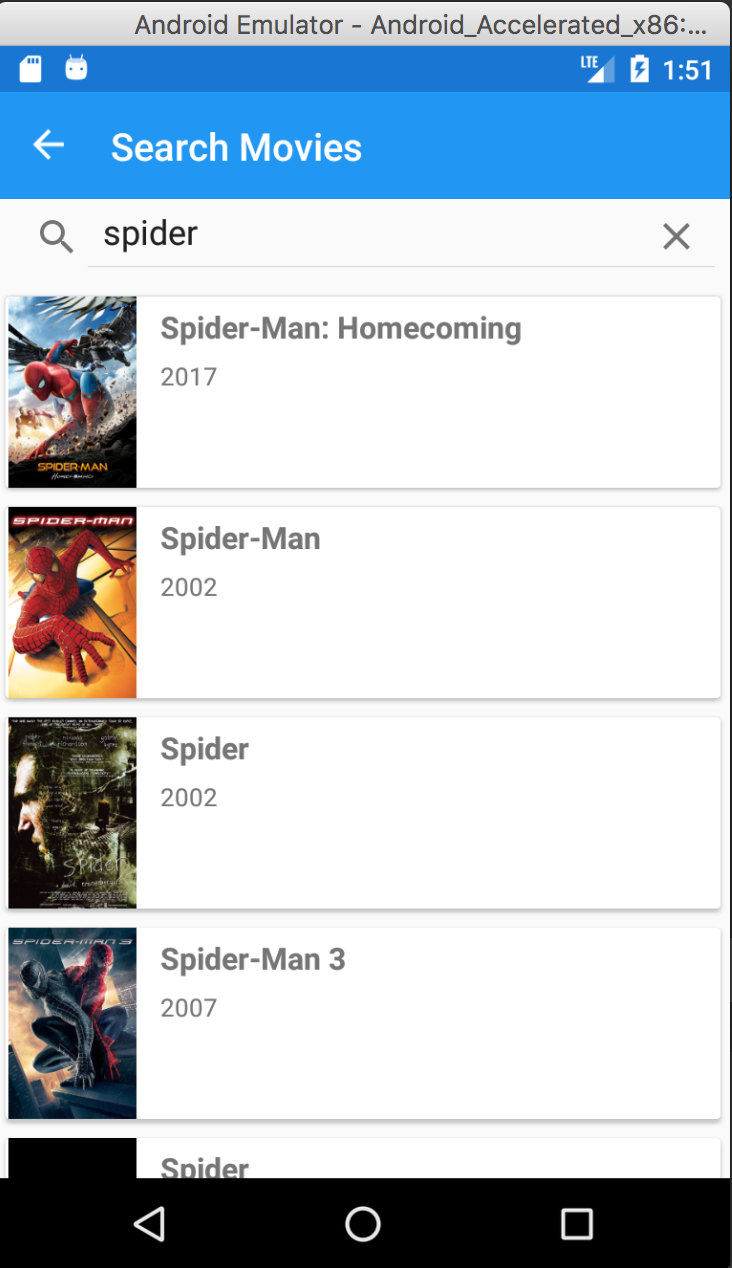 Android Emulator - Android_Accelerated_x86:...
LTE 1:51
Search Movies
spider
Spider-Man: Homecoming
2017
SPIDER-MAN
SPIDER-MAN
Spider-Man
2002
Spider
2002
spider
SPIDER-MAN 3
Spider-Man 3
2007
Spider